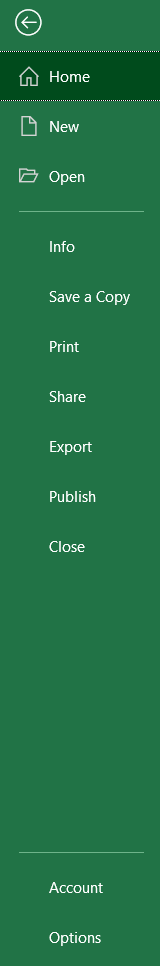 Home
New
Open
Info
Save a Copy
Print
Share
Export
Publish
Close
Account
Options